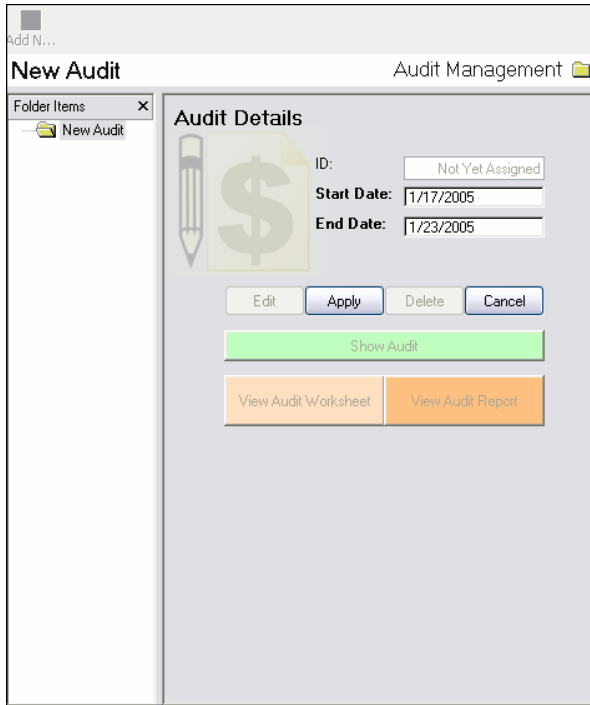 Add N...
New Audit Audit Management
Folder Items X
New Audit
Audit Details
$
ID: Not Yet Assigned
Start Date: 1/17/2005
End Date: 1/23/2005
Edit Apply Delete Cancel
Show Audit
View Audit Worksheet View Audit Report